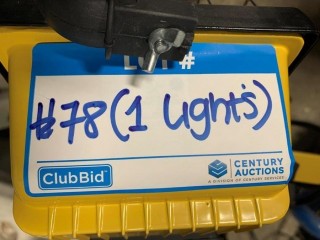 LOT #
#78 (1 Lights)
ClubBid
CENTURY
AUCTIONS
A DIVISION OF CENTURY SERVICES